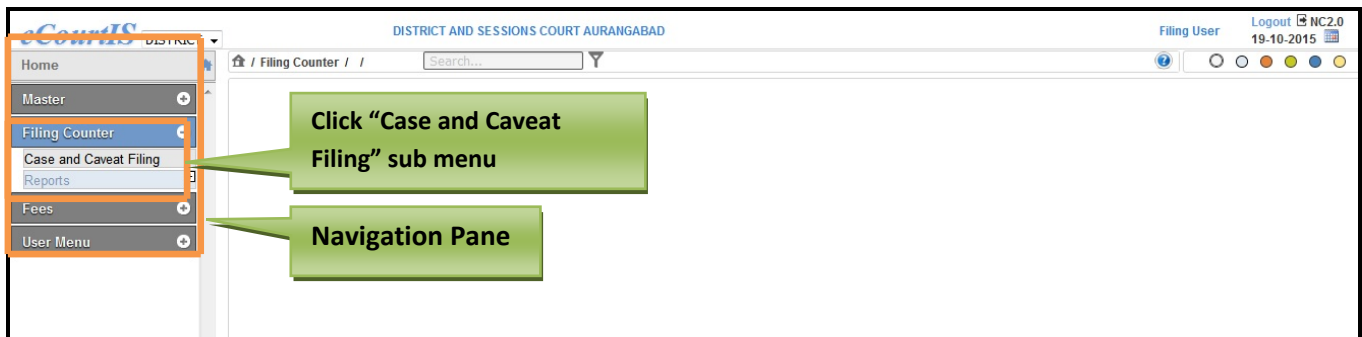 eCourtIS DISTRICT
DISTRICT AND SESSIONS COURT AURANGABAD
Filing User
Logout NC2.0
19-10-2015
Home
/ Filing Counter / /
Search...
Master
Filing Counter
Case and Caveat Filing
Reports
Fees
User Menu
Click “Case and Caveat
Filing” sub menu
Navigation Pane